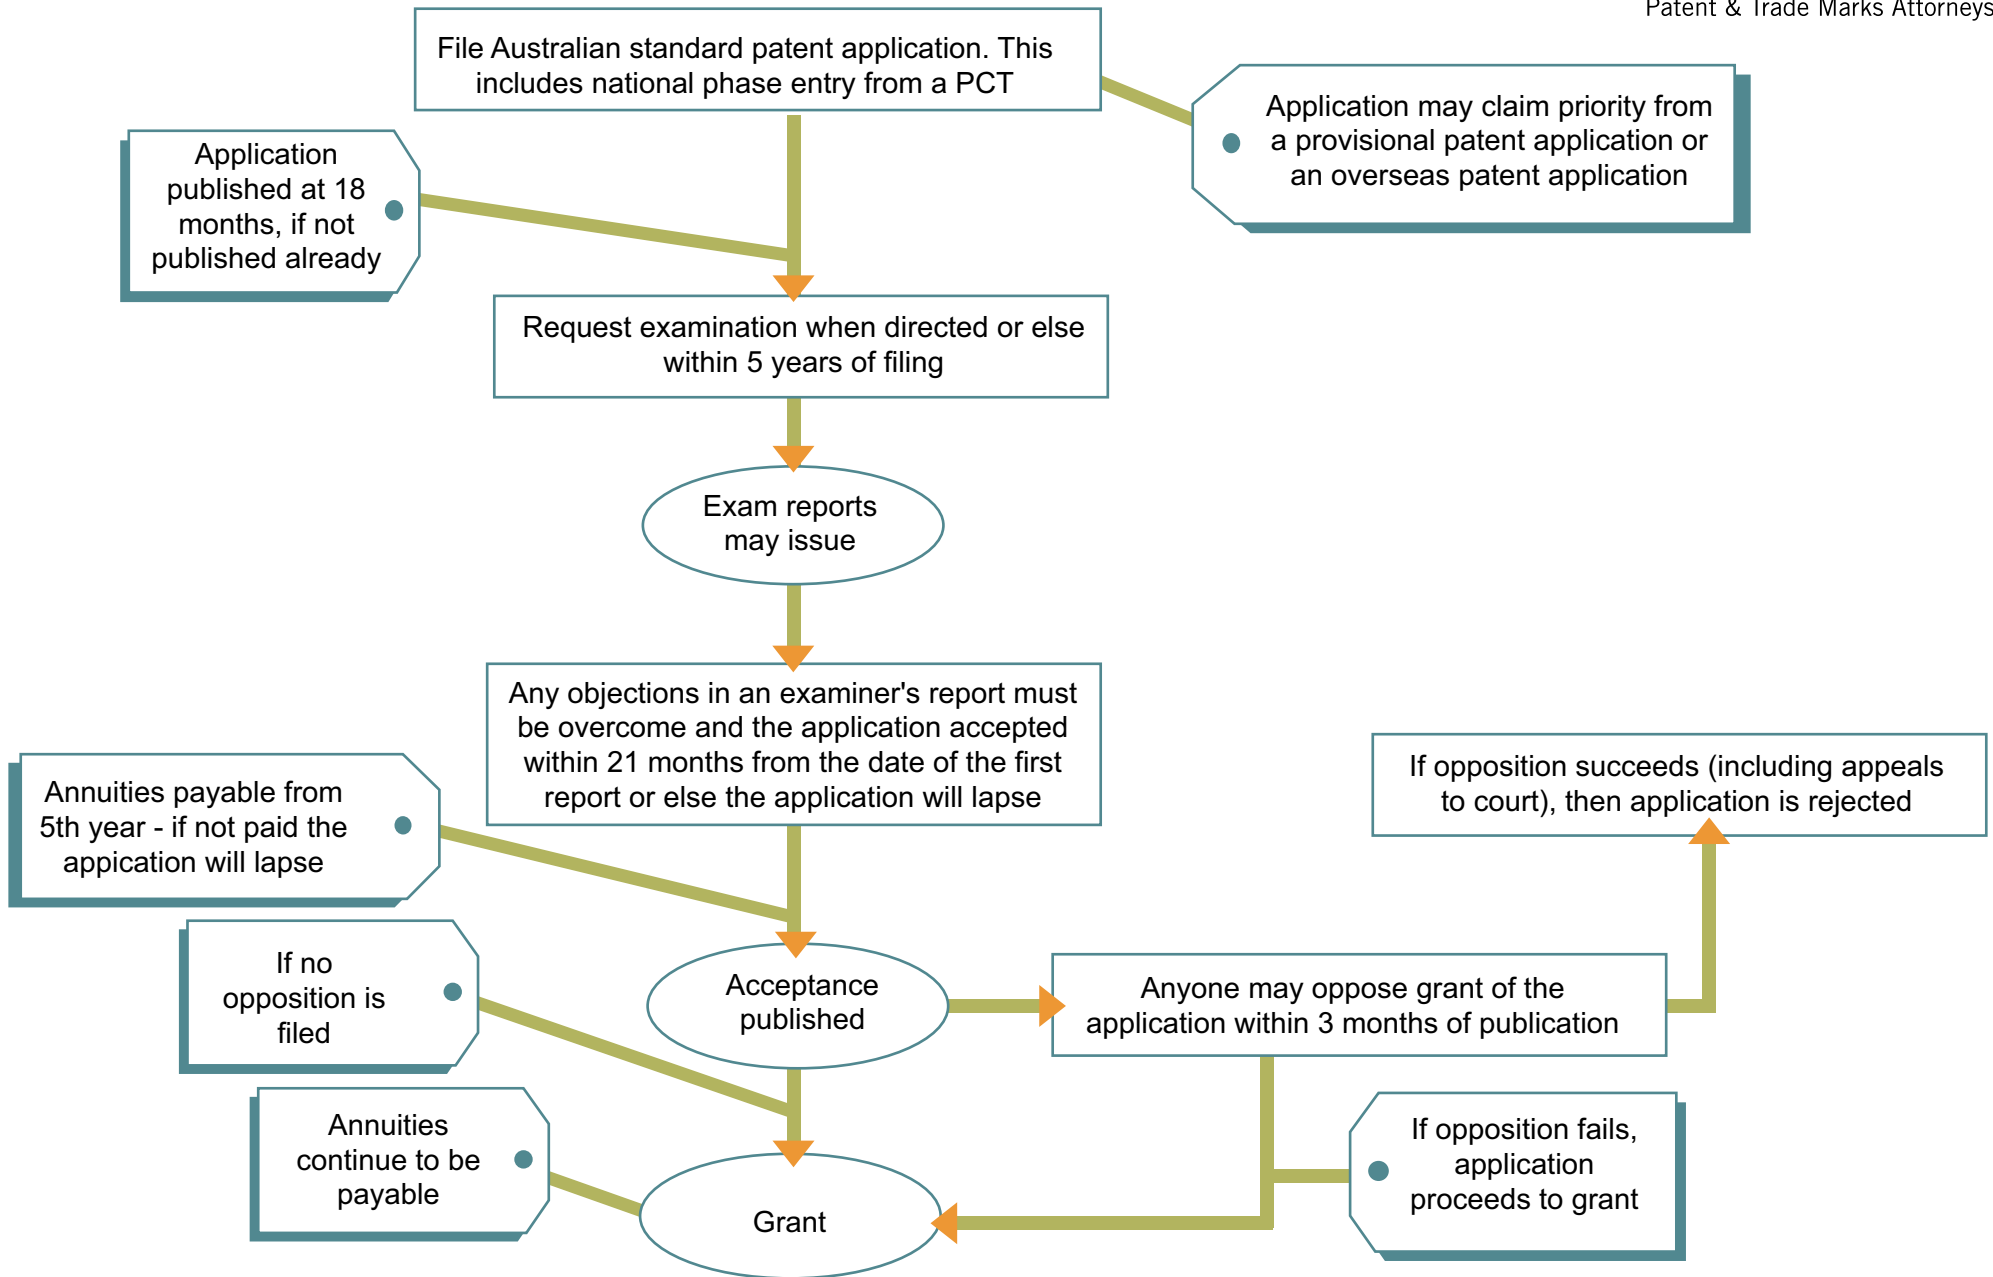 Patent & Trade Marks Attorneys
File Australian standard patent application. This
includes national phase entry from a PCT
Application may claim priority from
a provisional patent application or
an overseas patent application
Application
published at 18
months, if not
published already
Request examination when directed or else
within 5 years of filing
Exam reports
may issue
Any objections in an examiner's report must
be overcome and the application accepted
within 21 months from the date of the first
report or else the application will lapse
Annuities payable from
5th year - if not paid the
appication will lapse
If opposition succeeds (including appeals
to court), then application is rejected
If no
opposition is
filed
Acceptance
published
Anyone may oppose grant of the
application within 3 months of publication
Annuities
continue to be
payable
If opposition fails,
application
proceeds to grant
Grant